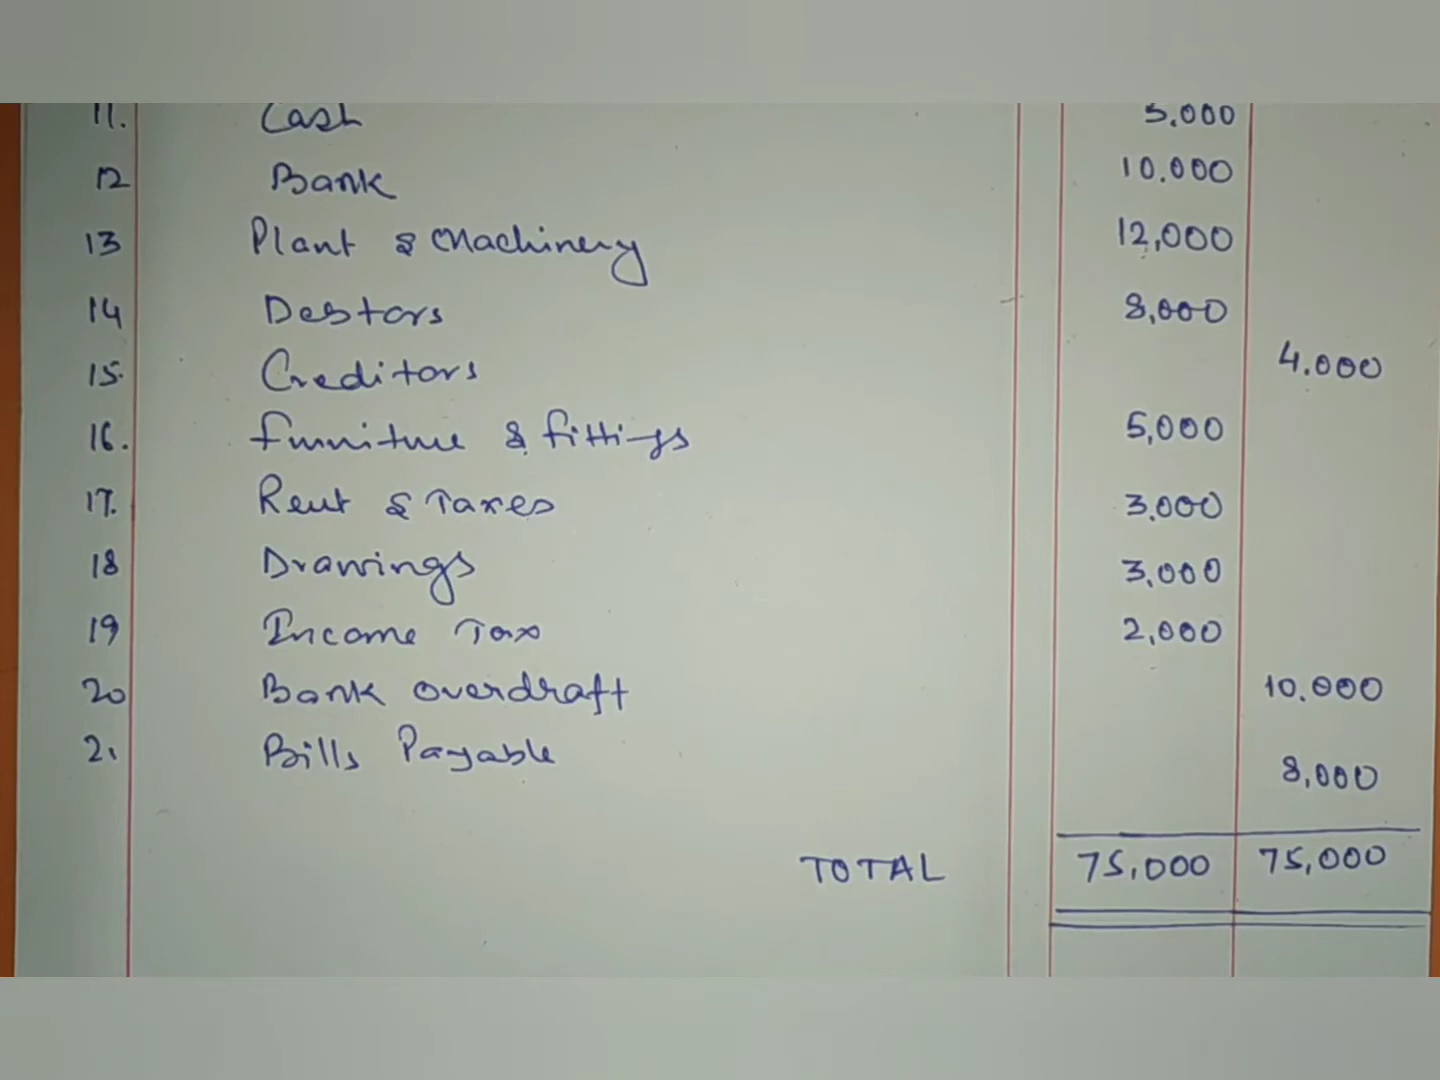 11. Cash 5,000
12 Bank 10.000
13 Plant & Machinery 12,000
14 Debtors 8,000
15. Creditors 4.000
16. Furniture & fittings 5,000
17. Rent & Taxes 3.000
18 Drawings 3,000
19 Income Tax 2,000
20 Bank overdraft 10.000
21 Bills Payable 8,000
TOTAL 75,000 75,000